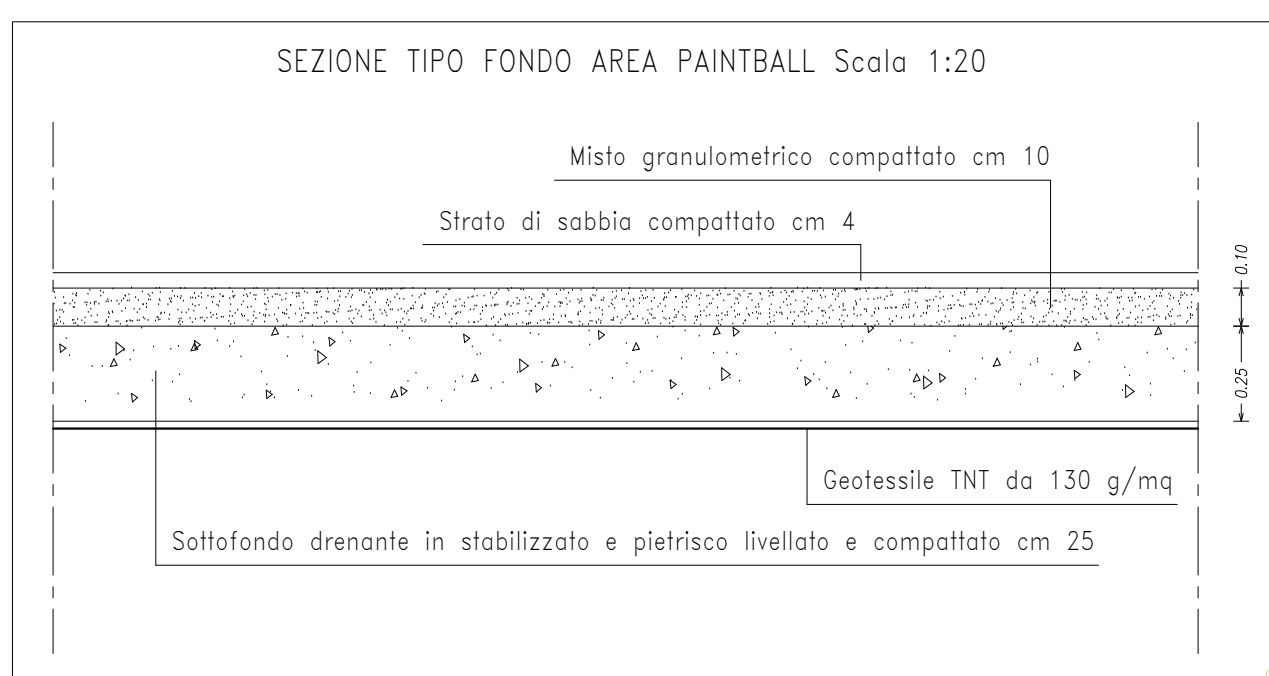 SEZIONE TIPO FONDO AREA PAINTBALL Scala 1:20
Misto granulometrico compattato cm 10
Strato di sabbia compattato cm 4
0.10
0.25
Geotessile TNT da 130 g/mq
Sottofondo drenante in stabilizzato e pietrisco livellato e compattato cm 25